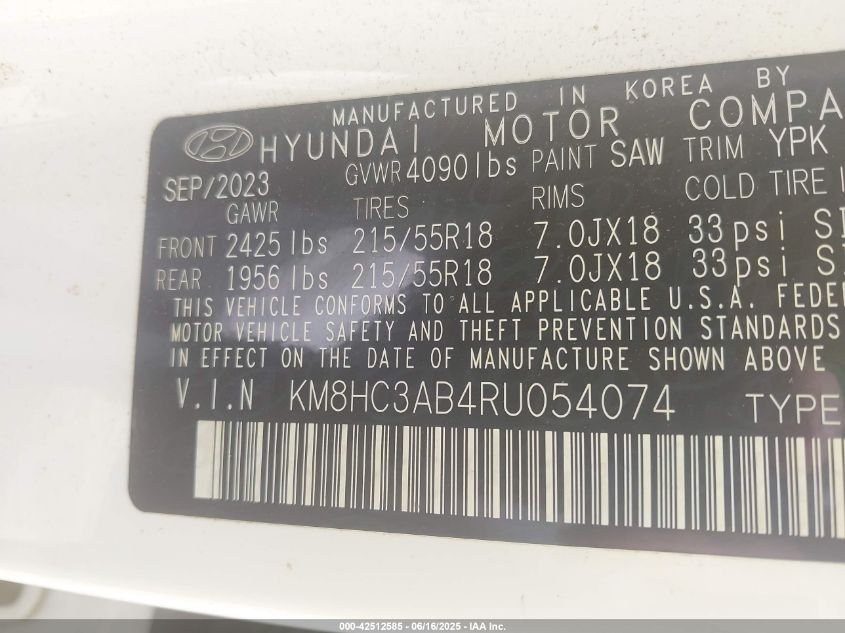 MANUFACTURED IN KOREA BY
HYUNDAI MOTOR COMPA
SEP/2023 GVWR 4090lbs PAINT SAW TRIM YPK
GAWR TIRES RIMS COLD TIRE
FRONT 2425 lbs 215/55R18 7.0JX18 33psi
REAR 1956 lbs 215/55R18 7.0JX18 33psi
THIS VEHICLE CONFORMS TO ALL APPLICABLE U.S.A. FEDE
MOTOR VEHICLE SAFETY AND THEFT PREVENTION STANDARDS
IN EFFECT ON THE DATE OF MANUFACTURE SHOWN ABOVE
V.I.N KM8HC3AB4RU054074 TYPE
000-42512585 - 06/16/2025 - IAA Inc.